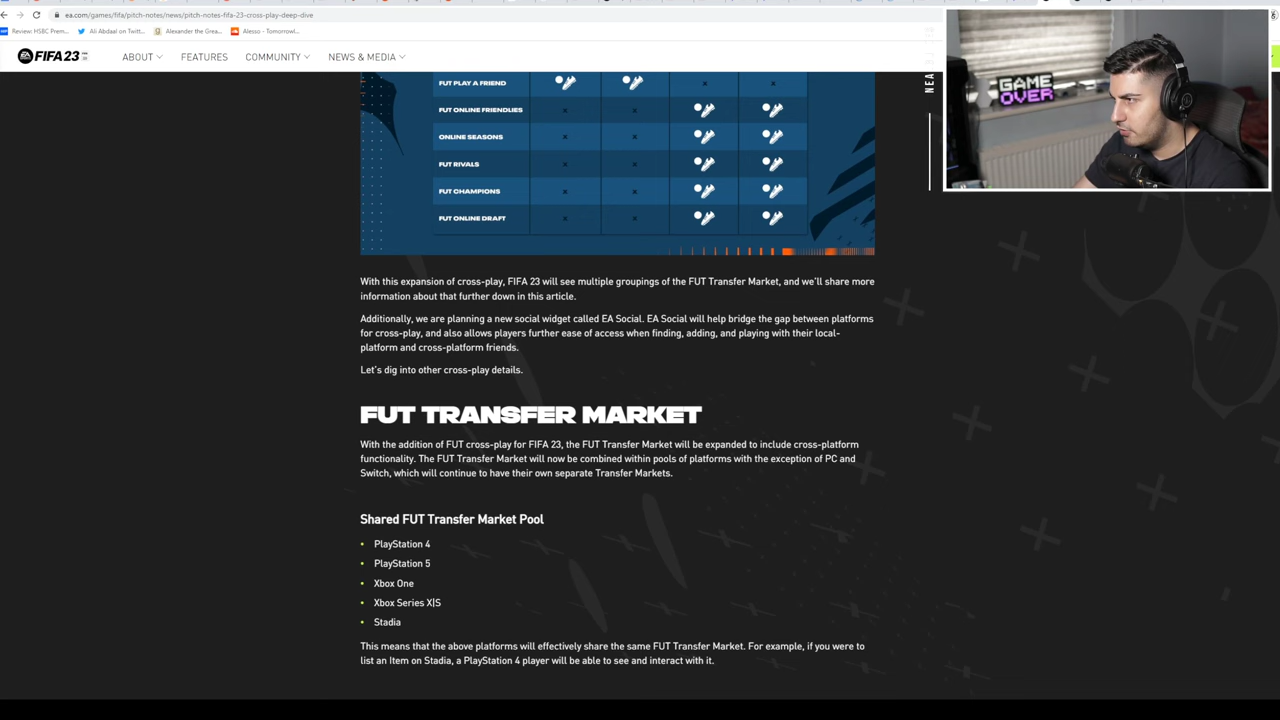 ea.com/games/fifa/pitch-notes/news/pitch-notes-fifa-23-cross-play-deep-dive
Review: HSBC Prem...
Ali Abdaal on Twitt...
Alexander the Grea...
Alesso - Tomorrowl...
FIFA 23
ABOUT
FEATURES
COMMUNITY
NEWS & MEDIA
NEA
GAME
OVER
FUT PLAY A FRIEND x x
FUT ONLINE FRIENDLIES x x
ONLINE SEASONS x x
FUT RIVALS x x
FUT CHAMPIONS x x
FUT ONLINE DRAFT x x
With this expansion of cross-play, FIFA 23 will see multiple groupings of the FUT Transfer Market, and we'll share more
information about that further down in this article.
Additionally, we are planning a new social widget called EA Social. EA Social will help bridge the gap between platforms
for cross-play, and also allows players further ease of access when finding, adding, and playing with their local-
platform and cross-platform friends.
Let's dig into other cross-play details.
FUT TRANSFER MARKET
With the addition of FUT cross-play for FIFA 23, the FUT Transfer Market will be expanded to include cross-platform
functionality. The FUT Transfer Market will now be combined within pools of platforms with the exception of PC and
Switch, which will continue to have their own separate Transfer Markets.
Shared FUT Transfer Market Pool
• PlayStation 4
• PlayStation 5
• Xbox One
• Xbox Series X|S
• Stadia
This means that the above platforms will effectively share the same FUT Transfer Market. For example, if you were to
list an Item on Stadia, a PlayStation 4 player will be able to see and interact with it.